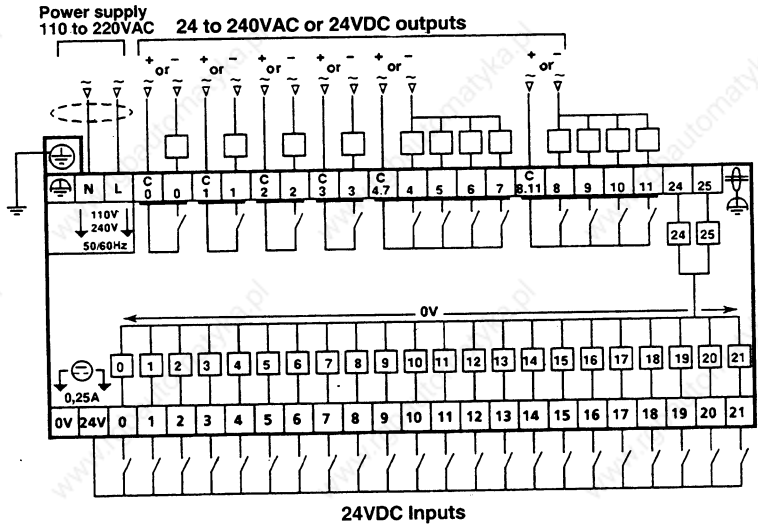 Power supply
110 to 220VAC
24 to 240VAC or 24VDC outputs
+ or − + or − + or − + or − + or − + or −
~ ~ ~ ~ ~ ~ ~ ~ ~ ~ ~ ~ ~ ~
N L C 0 0 C 1 1 C 2 2 C 3 3 C 4.7 4 5 6 7 C 8.11 8 9 10 11 24 25
110V
240V
50/60Hz
24 25
0V
0 1 2 3 4 5 6 7 8 9 10 11 12 13 14 15 16 17 18 19 20 21
0,25A
0V 24V 0 1 2 3 4 5 6 7 8 9 10 11 12 13 14 15 16 17 18 19 20 21
24VDC Inputs
www.rgbautomatyka.pl